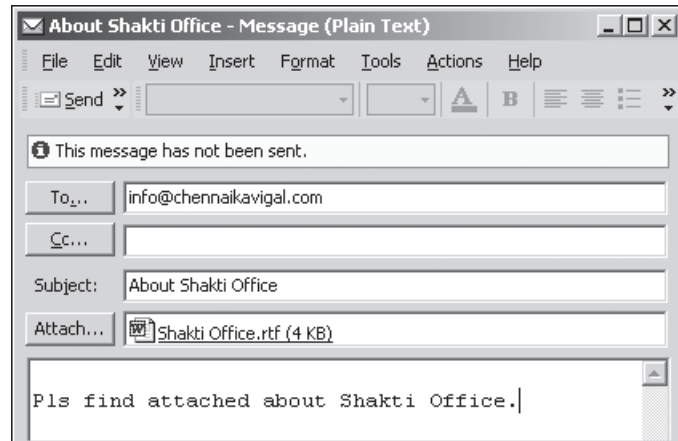 About Shakti Office - Message (Plain Text)
File Edit View Insert Format Tools Actions Help
Send A B
This message has not been sent.
To... info@chennaikavigal.com
Cc...
Subject: About Shakti Office
Attach... Shakti Office.rtf (4 KB)
Pls find attached about Shakti Office.